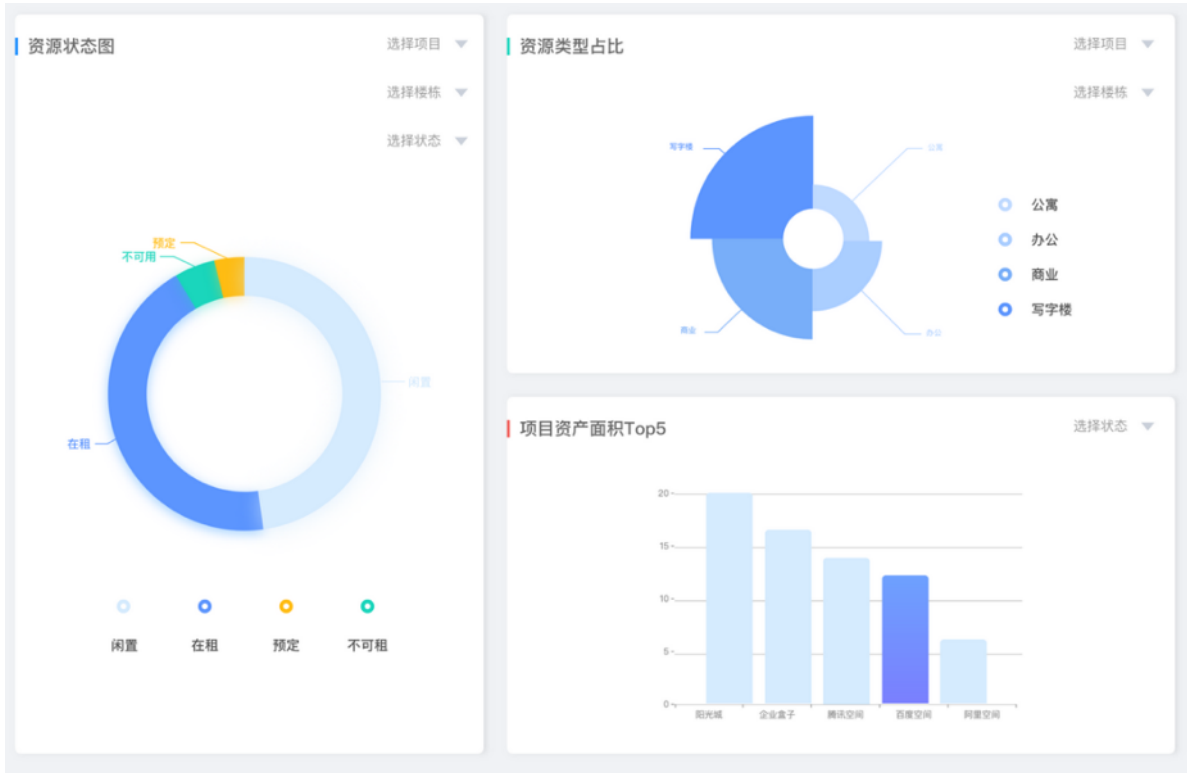 资源状态图
选择项目
选择楼栋
选择状态
预定
不可用
闲置
在租
闲置
在租
预定
不可租
资源类型占比
选择项目
选择楼栋
写字楼
公寓
商业
办公
公寓
办公
商业
写字楼
项目资产面积Top5
选择状态
20
15
10
5
0
阳光城 企业盒子 腾讯空间 百度空间 阿里空间